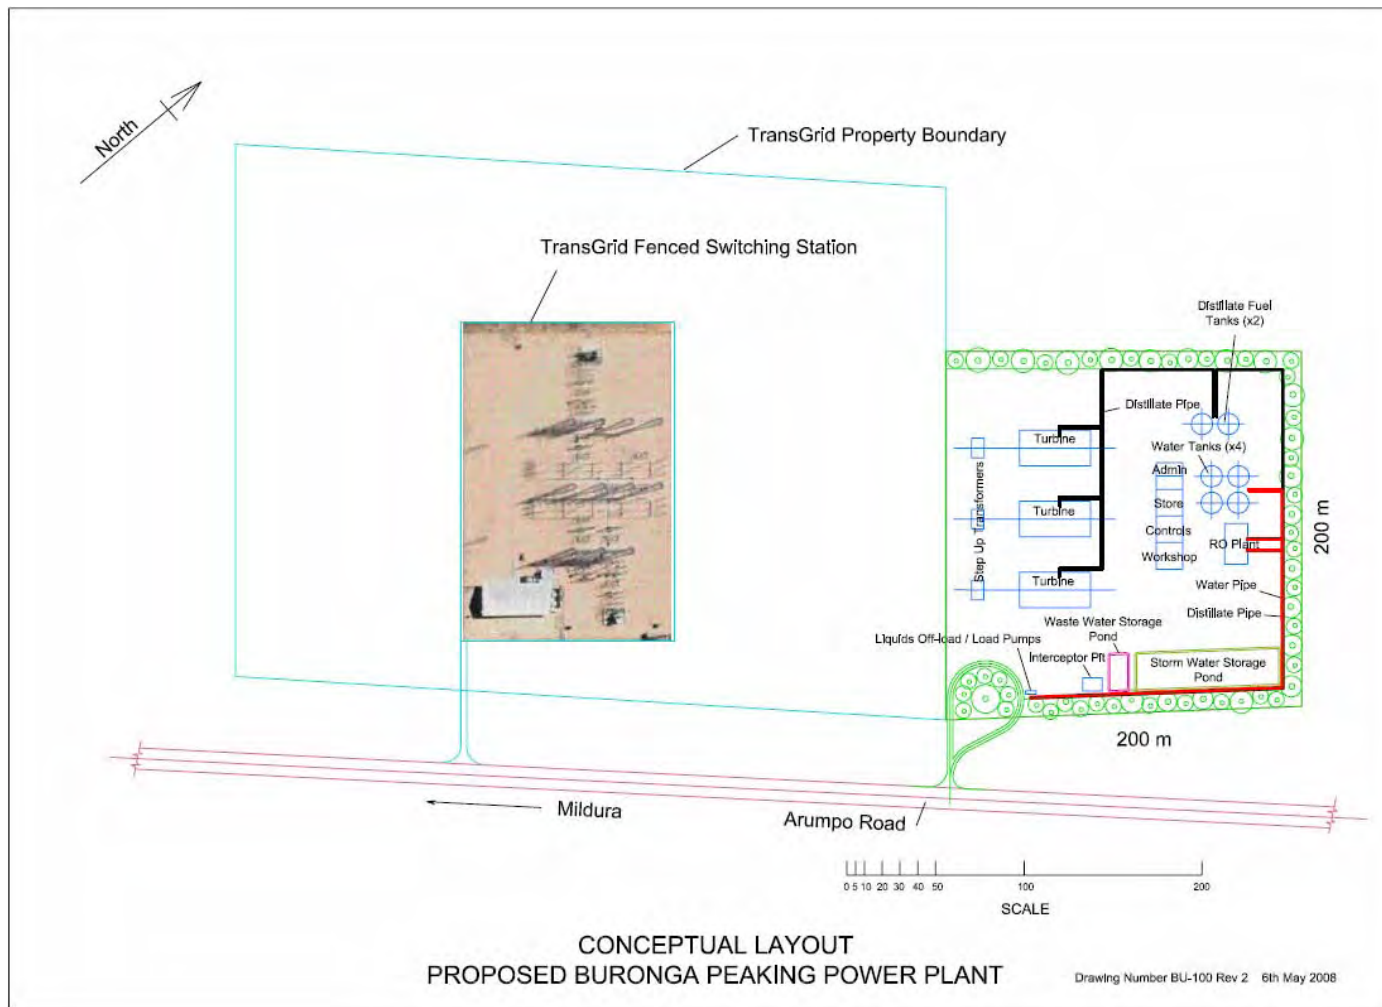 North
TransGrid Property Boundary
TransGrid Fenced Switching Station
Distillate Fuel
Tanks (x2)
Distillate Pipe
Turbine
Water Tanks (x4)
Admin
Step Up Transformers
Turbine
Store
Controls
RO Plant
Workshop
200 m
Turbine
Water Pipe
Distillate Pipe
Waste Water Storage
Pond
Liquids Off-load / Load Pumps
Interceptor Pit
Storm Water Storage
Pond
200 m
Mildura
Arumpo Road
0 5 10 20 30 40 50 100 200
SCALE
CONCEPTUAL LAYOUT
PROPOSED BURONGA PEAKING POWER PLANT
Drawing Number BU-100 Rev 2 6th May 2008